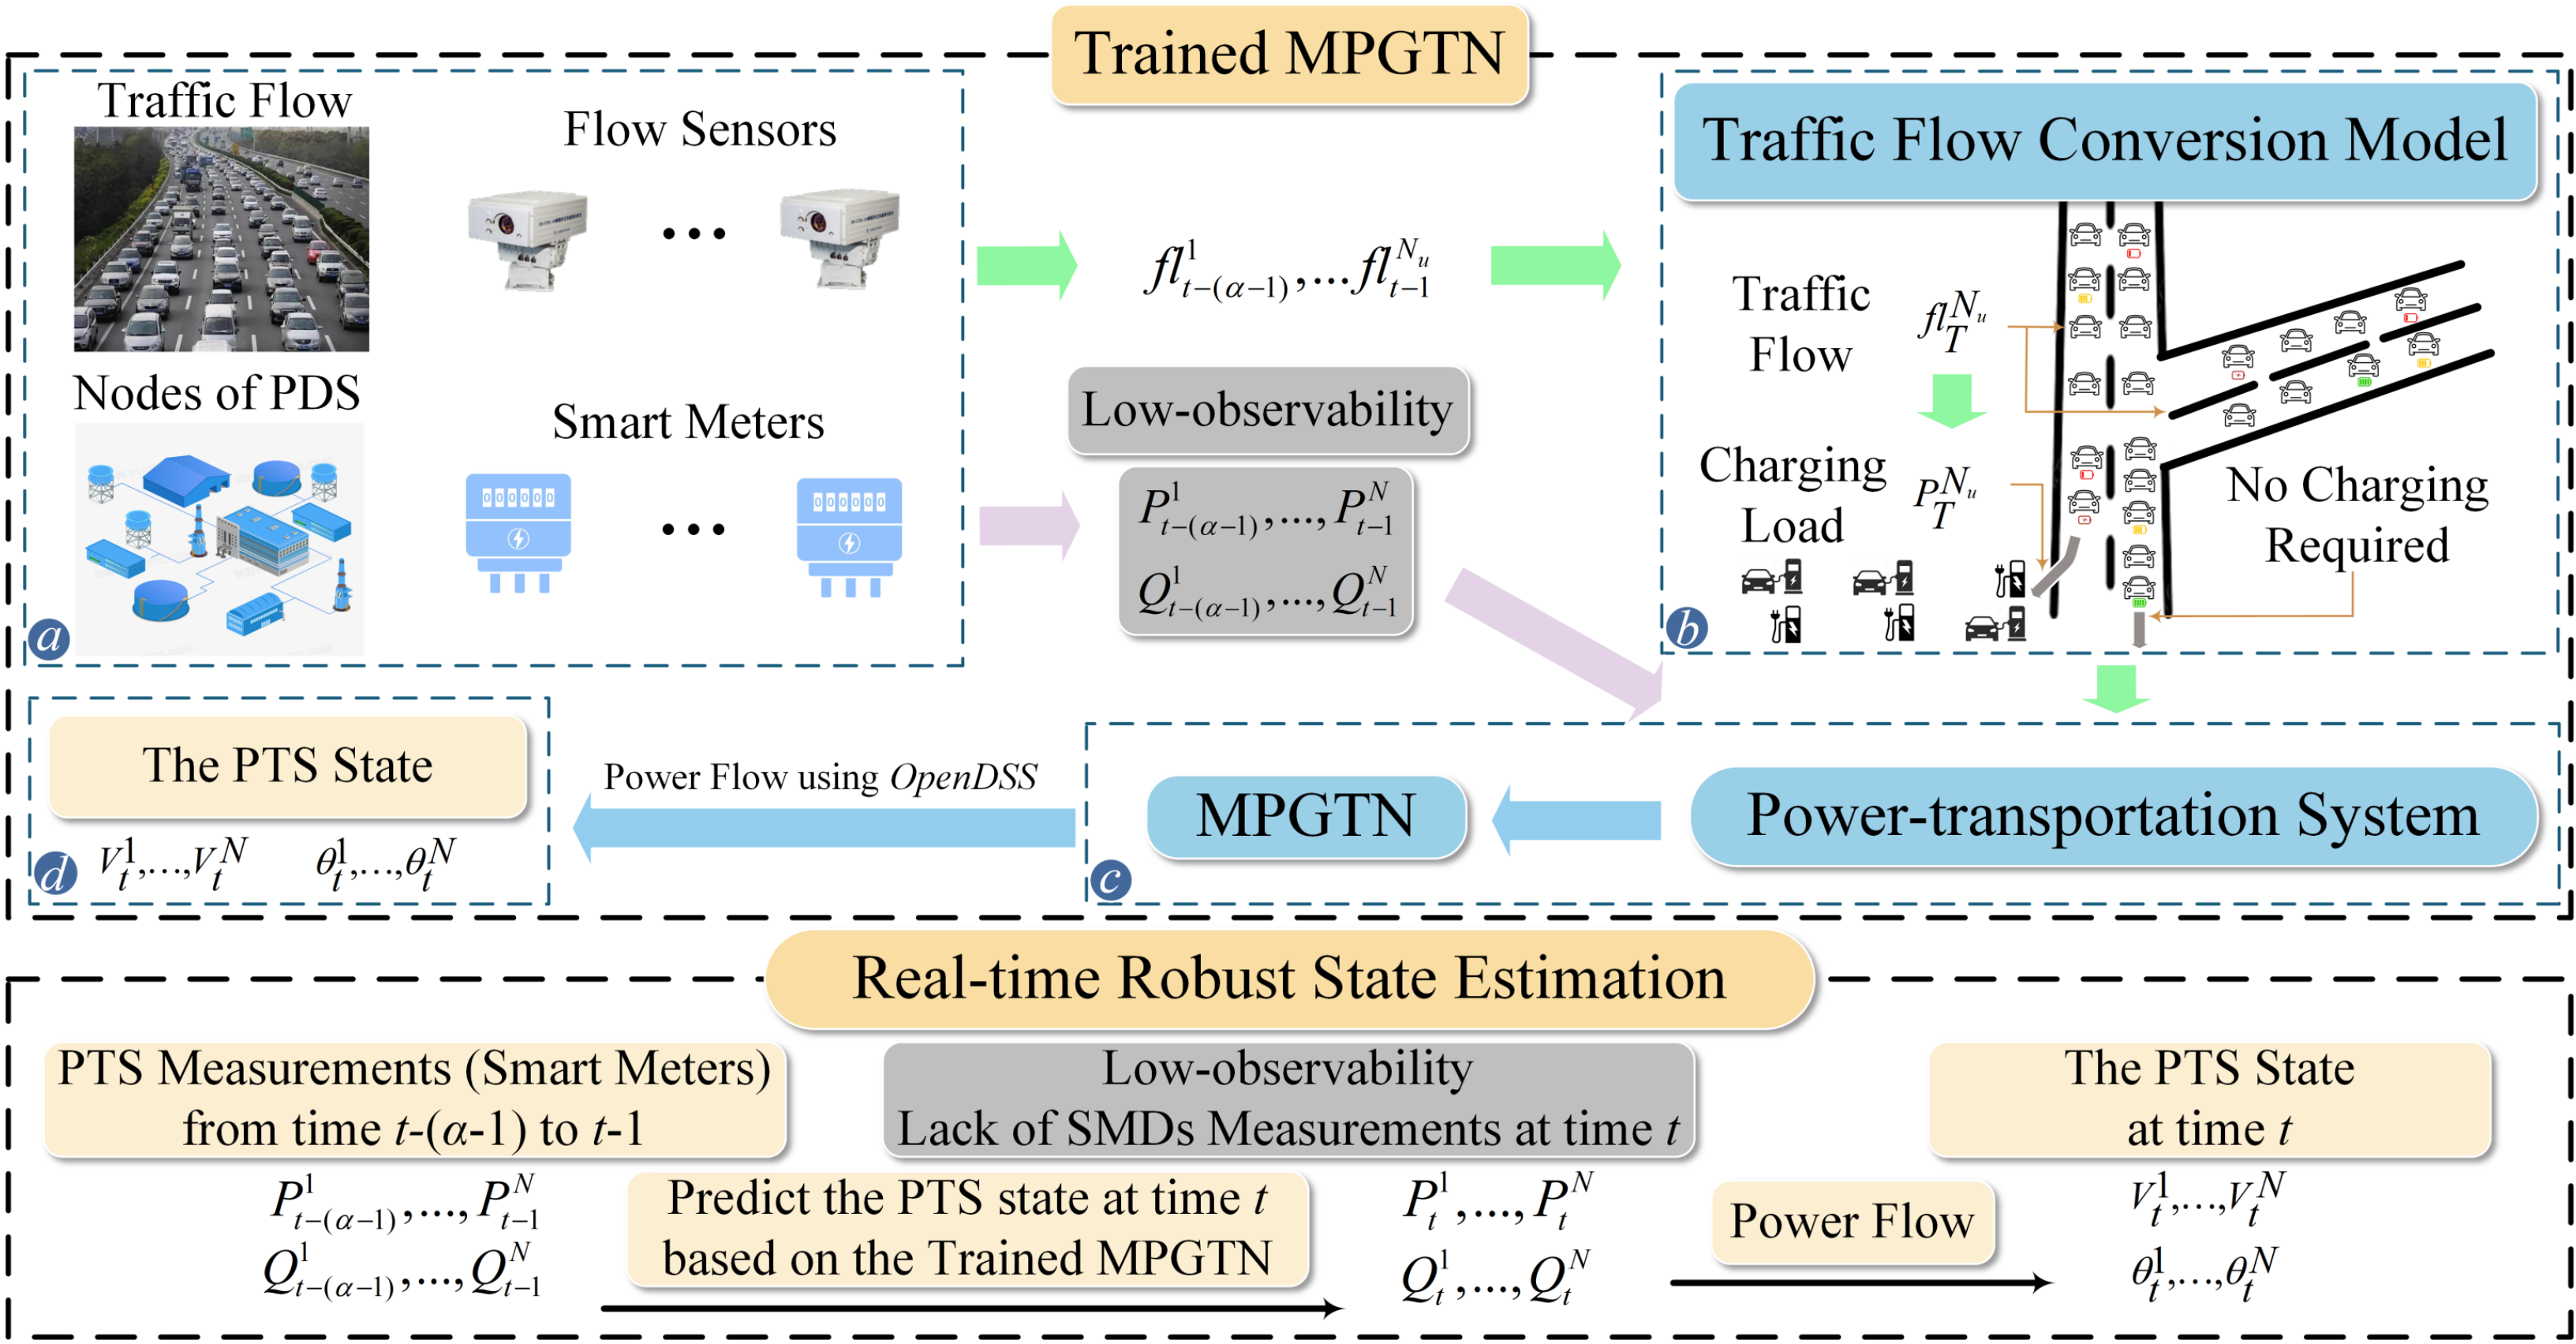 Trained MPGTN
Traffic Flow
Flow Sensors
...
Nodes of PDS
Smart Meters
000000
...
000000
a
fl^1_{t-(α-1)},...fl^{N_u}_{t-1}
Low-observability
P^1_{t-(α-1)},...,P^N_{t-1}
Q^1_{t-(α-1)},...,Q^N_{t-1}
Traffic Flow Conversion Model
Traffic
Flow
fl^{N_u}_T
Charging
Load
P^{N_u}_T
No Charging
Required
b
The PTS State
V^1_t,...,V^N_t θ^1_t,...,θ^N_t
d
Power Flow using OpenDSS
MPGTN
Power-transportation System
c
Real-time Robust State Estimation
PTS Measurements (Smart Meters)
from time t-(α-1) to t-1
P^1_{t-(α-1)},...,P^N_{t-1}
Q^1_{t-(α-1)},...,Q^N_{t-1}
Predict the PTS state at time t
based on the Trained MPGTN
Low-observability
Lack of SMDs Measurements at time t
P^1_t,...,P^N_t
Q^1_t,...,Q^N_t
Power Flow
The PTS State
at time t
V^1_t,...,V^N_t
θ^1_t,...,θ^N_t